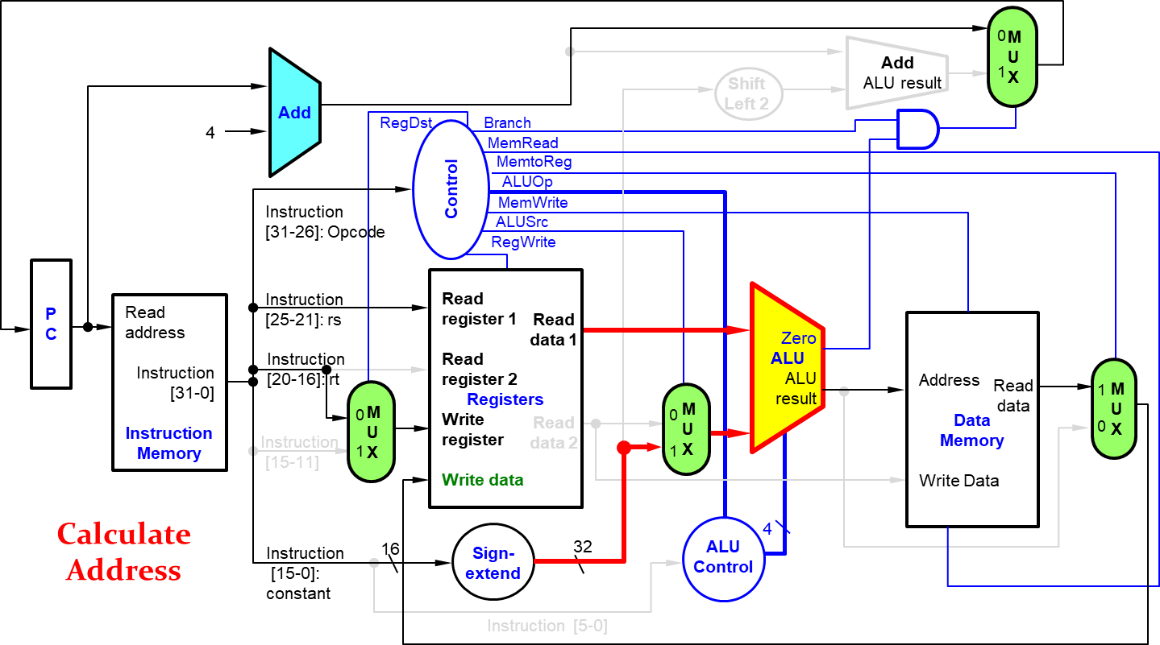 0 M
U
1 X
Add
ALU result
Shift
Left 2
Add
4
RegDst
Branch
MemRead
MemtoReg
ALUOp
MemWrite
ALUSrc
RegWrite
Control
Instruction
[31-26]: Opcode
P
C
Read
address
Instruction
[31-0]
Instruction
Memory
Instruction
[25-21]: rs
Instruction
[20-16]: rt
Instruction
[15-11]
0 M
U
1 X
Read
register 1
Read
data 1
Read
register 2
Registers
Write
register
Read
data 2
Write data
0 M
U
1 X
Zero
ALU
ALU
result
Address
Read
data
Data
Memory
Write Data
1 M
U
0 X
Calculate
Address
Instruction
[15-0]:
constant
16
Sign-
extend
32
ALU
Control
4
Instruction [5-0]